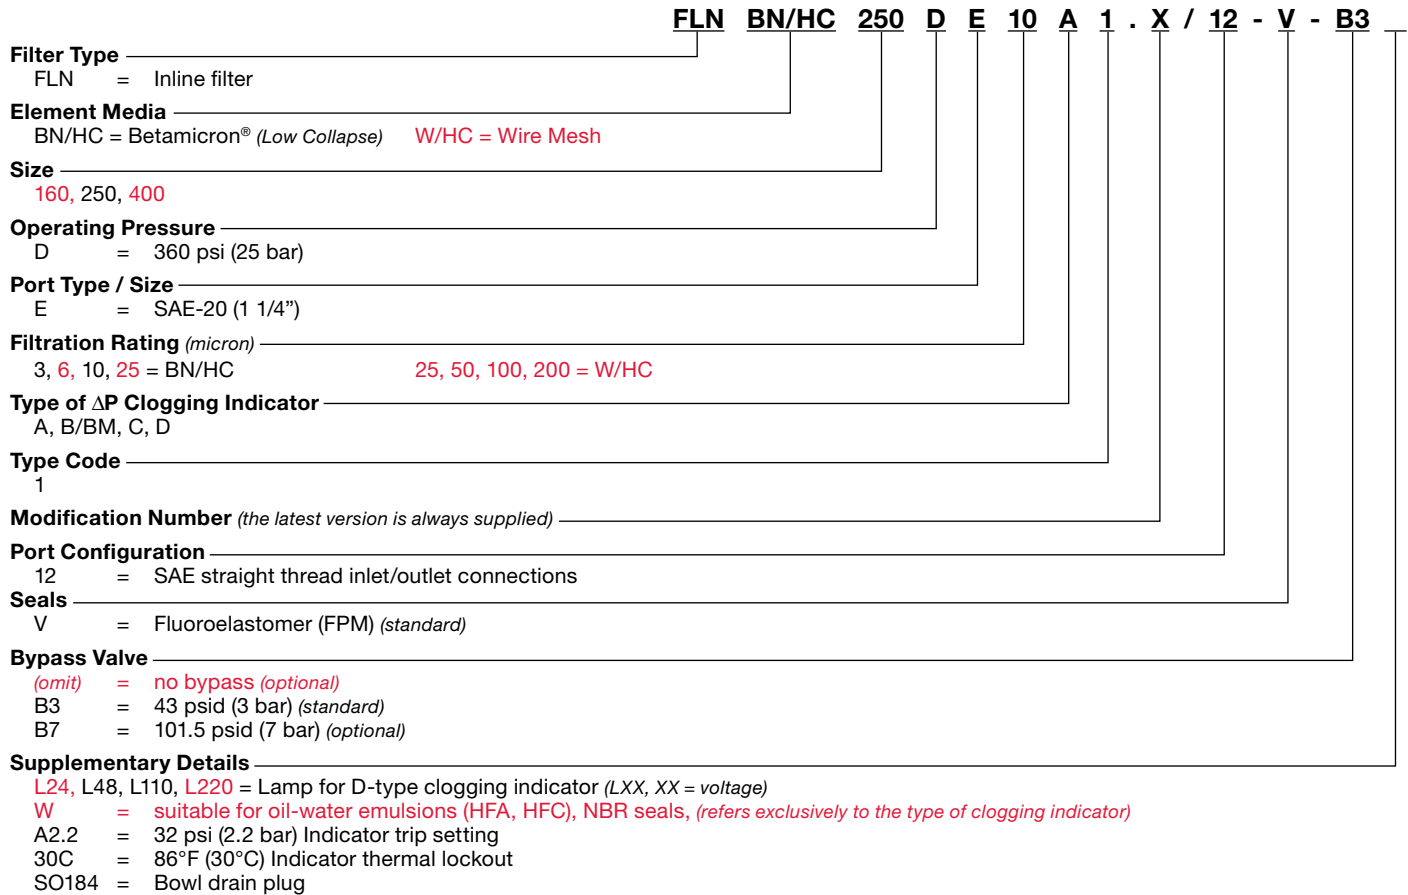 FLN BN/HC 250 D E 10 A 1 . X / 12 - V - B3 __
Filter Type
FLN = Inline filter
Element Media
BN/HC = Betamicron® (Low Collapse) W/HC = Wire Mesh
Size
160, 250, 400
Operating Pressure
D = 360 psi (25 bar)
Port Type / Size
E = SAE-20 (1 1/4”)
Filtration Rating (micron)
3, 6, 10, 25 = BN/HC 25, 50, 100, 200 = W/HC
Type of ∆P Clogging Indicator
A, B/BM, C, D
Type Code
1
Modification Number (the latest version is always supplied)
Port Configuration
12 = SAE straight thread inlet/outlet connections
Seals
V = Fluoroelastomer (FPM) (standard)
Bypass Valve
(omit) = no bypass (optional)
B3 = 43 psid (3 bar) (standard)
B7 = 101.5 psid (7 bar) (optional)
Supplementary Details
L24, L48, L110, L220 = Lamp for D-type clogging indicator (LXX, XX = voltage)
W = suitable for oil-water emulsions (HFA, HFC), NBR seals, (refers exclusively to the type of clogging indicator)
A2.2 = 32 psi (2.2 bar) Indicator trip setting
30C = 86°F (30°C) Indicator thermal lockout
SO184 = Bowl drain plug